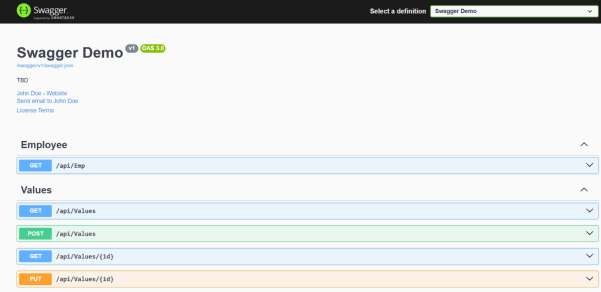 Swagger
Supported by SMARTBEAR
Select a definition
Swagger Demo
Swagger Demo v1 OAS 3.0
/swagger/v1/swagger.json
TBD
John Doe - Website
Send email to John Doe
License Terms
Employee
GET /api/Emp
Values
GET /api/Values
POST /api/Values
GET /api/Values/{id}
PUT /api/Values/{id}